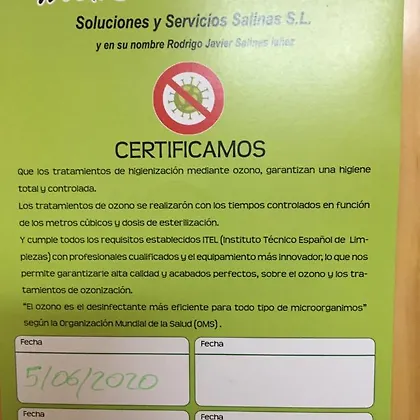 Soluciones y Servicios Salinas S.L.
y en su nombre Rodrigo Javier Salinas
CERTIFICAMOS
Que los tratamientos de higienización mediante ozono, garantizan una higiene
total y controlada.
Los tratamientos de ozono se realizarón con los tiempos controlados en función
de los metros cúbicos y dosis de esterilización.
Y cumple todos los requisitos establecidos ITEL (Instituto Técnico Español de Lim-
piezas) con profesionales cualificados y el equipamiento más innovador, lo que nos
permite garantizarle alta calidad y acabados perfectos, sobre el ozono y los tra-
tamientos de ozonización.
"El ozono es el desinfectante más eficiente para todo tipo de microorganimos"
según la Organización Mundial de la Salud (OMS).
Fecha
5/06/2020
Fecha
Fecha
Fecha